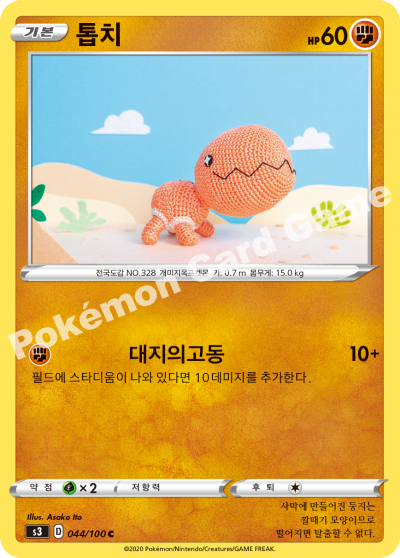 기본 톱치 HP 60
전국도감 NO.328 개미지옥포켓몬 키: 0.7 m 몸무게: 15.0 kg
Pokémon Card Game
대지의고동 10+
필드에 스타디움이 나와 있다면 10데미지를 추가한다.
약점 ×2 저항력 후퇴
Illus. Asako Ito
s3 D 044/100 C
사막에 만들어진 둥지는
깔때기 모양이므로
떨어지면 탈출할 수 없다.
©2020 Pokémon/Nintendo/Creatures/GAME FREAK.